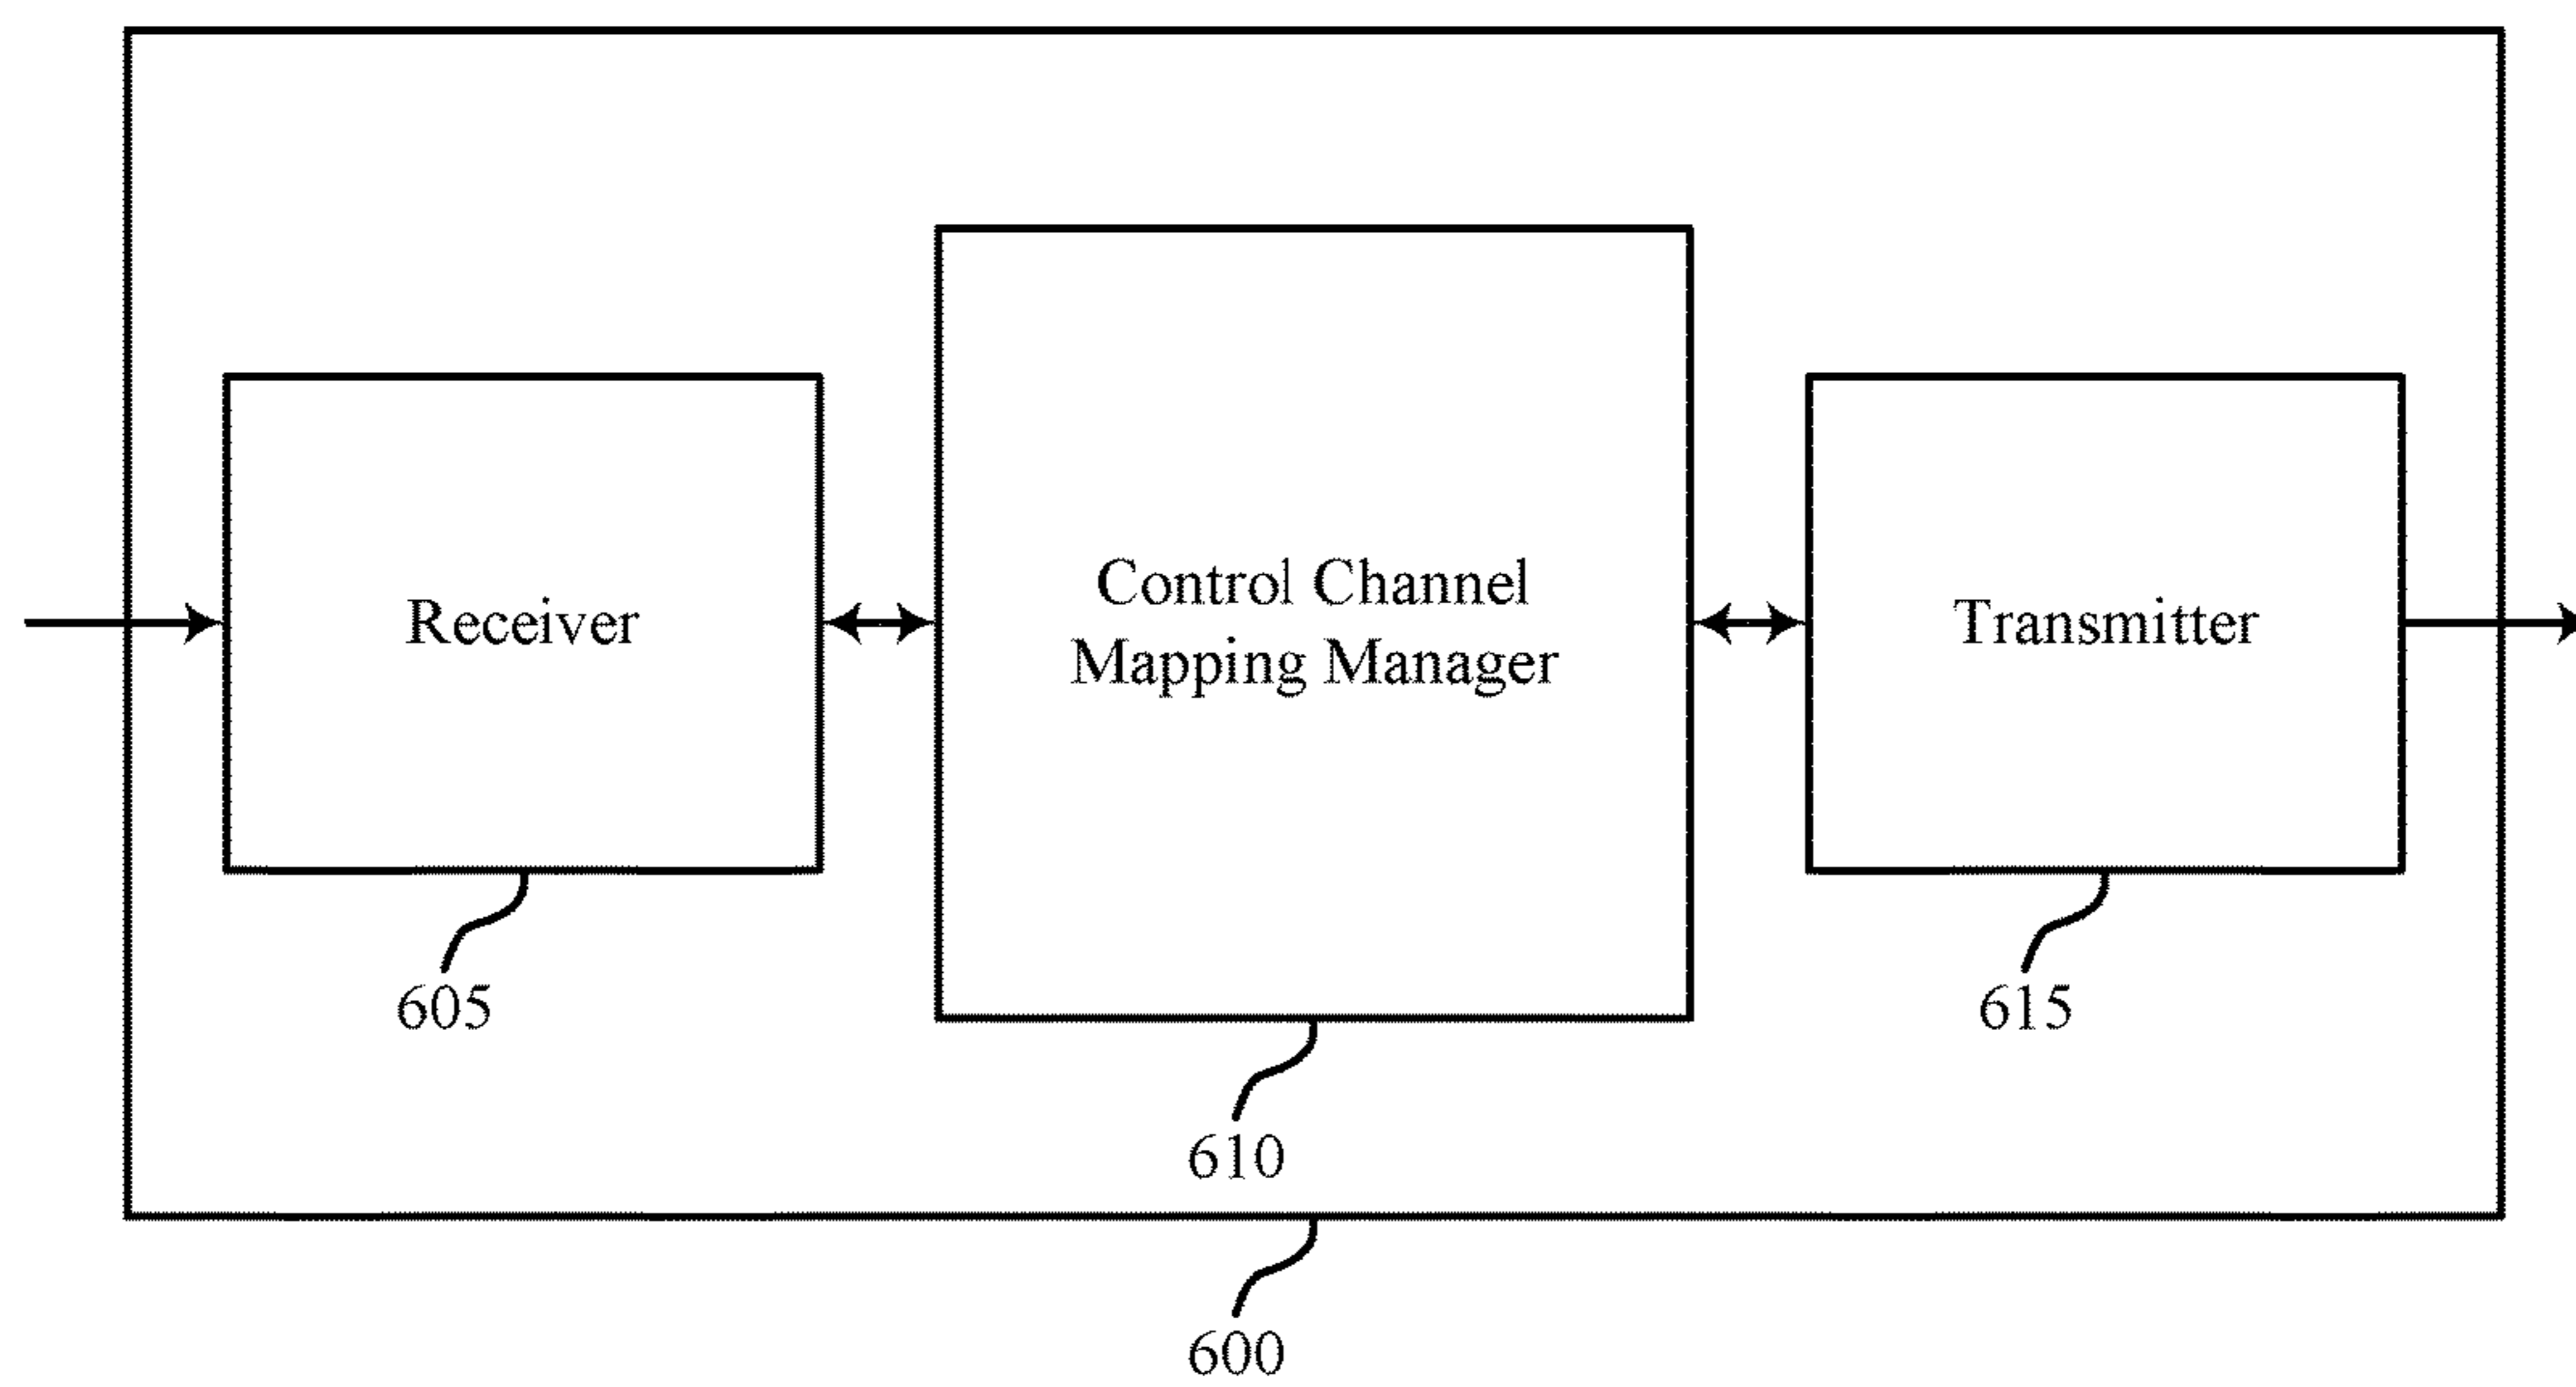 Receiver
Control Channel
Mapping Manager
Transmitter
605
615
610
600